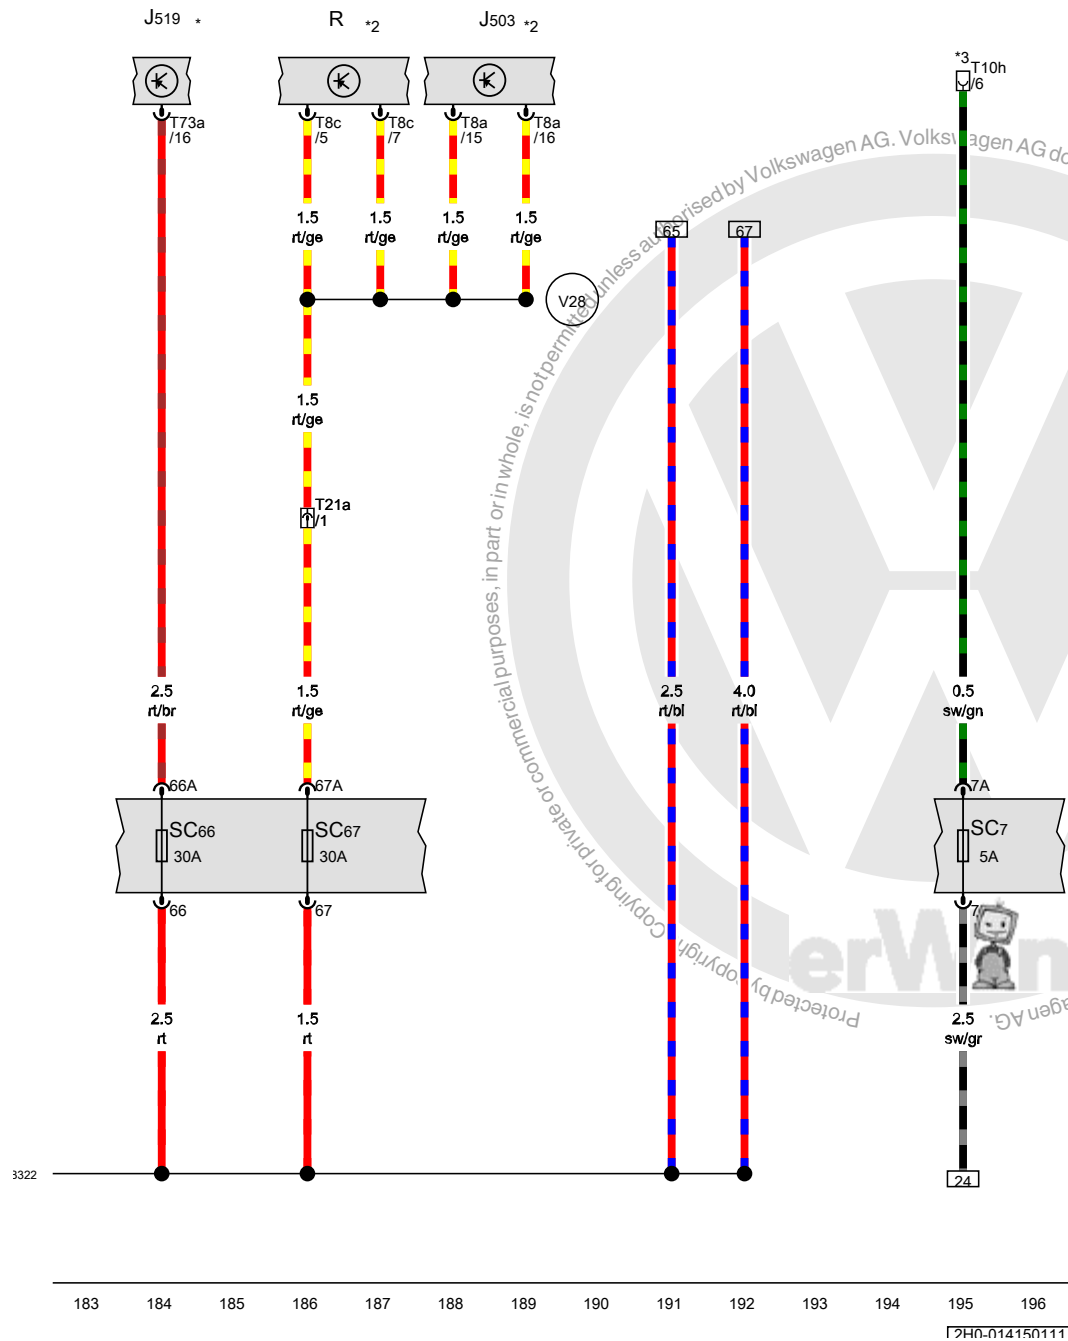 J519 *
R *2
J503 *2
*3
T10h
/6
T73a
/16
T8c
/5
T8c
/7
T8a
/15
T8a
/16
1.5
rt/ge
1.5
rt/ge
1.5
rt/ge
1.5
rt/ge
65
67
V28
1.5
rt/ge
T21a
/1
2.5
rt/br
1.5
rt/ge
2.5
rt/bl
4.0
rt/bl
0.5
sw/gn
66A
67A
7A
SC66
30A
SC67
30A
SC7
5A
66
67
7
2.5
rt
1.5
rt
2.5
sw/gr
24
183 184 185 186 187 188 189 190 191 192 193 194 195 196
2H0-014150111
Protected by copyright. Copying for private or commercial purposes, in part or in whole, is not permitted unless authorised by Volkswagen AG. Volkswagen AG do
agen AG.
erWin